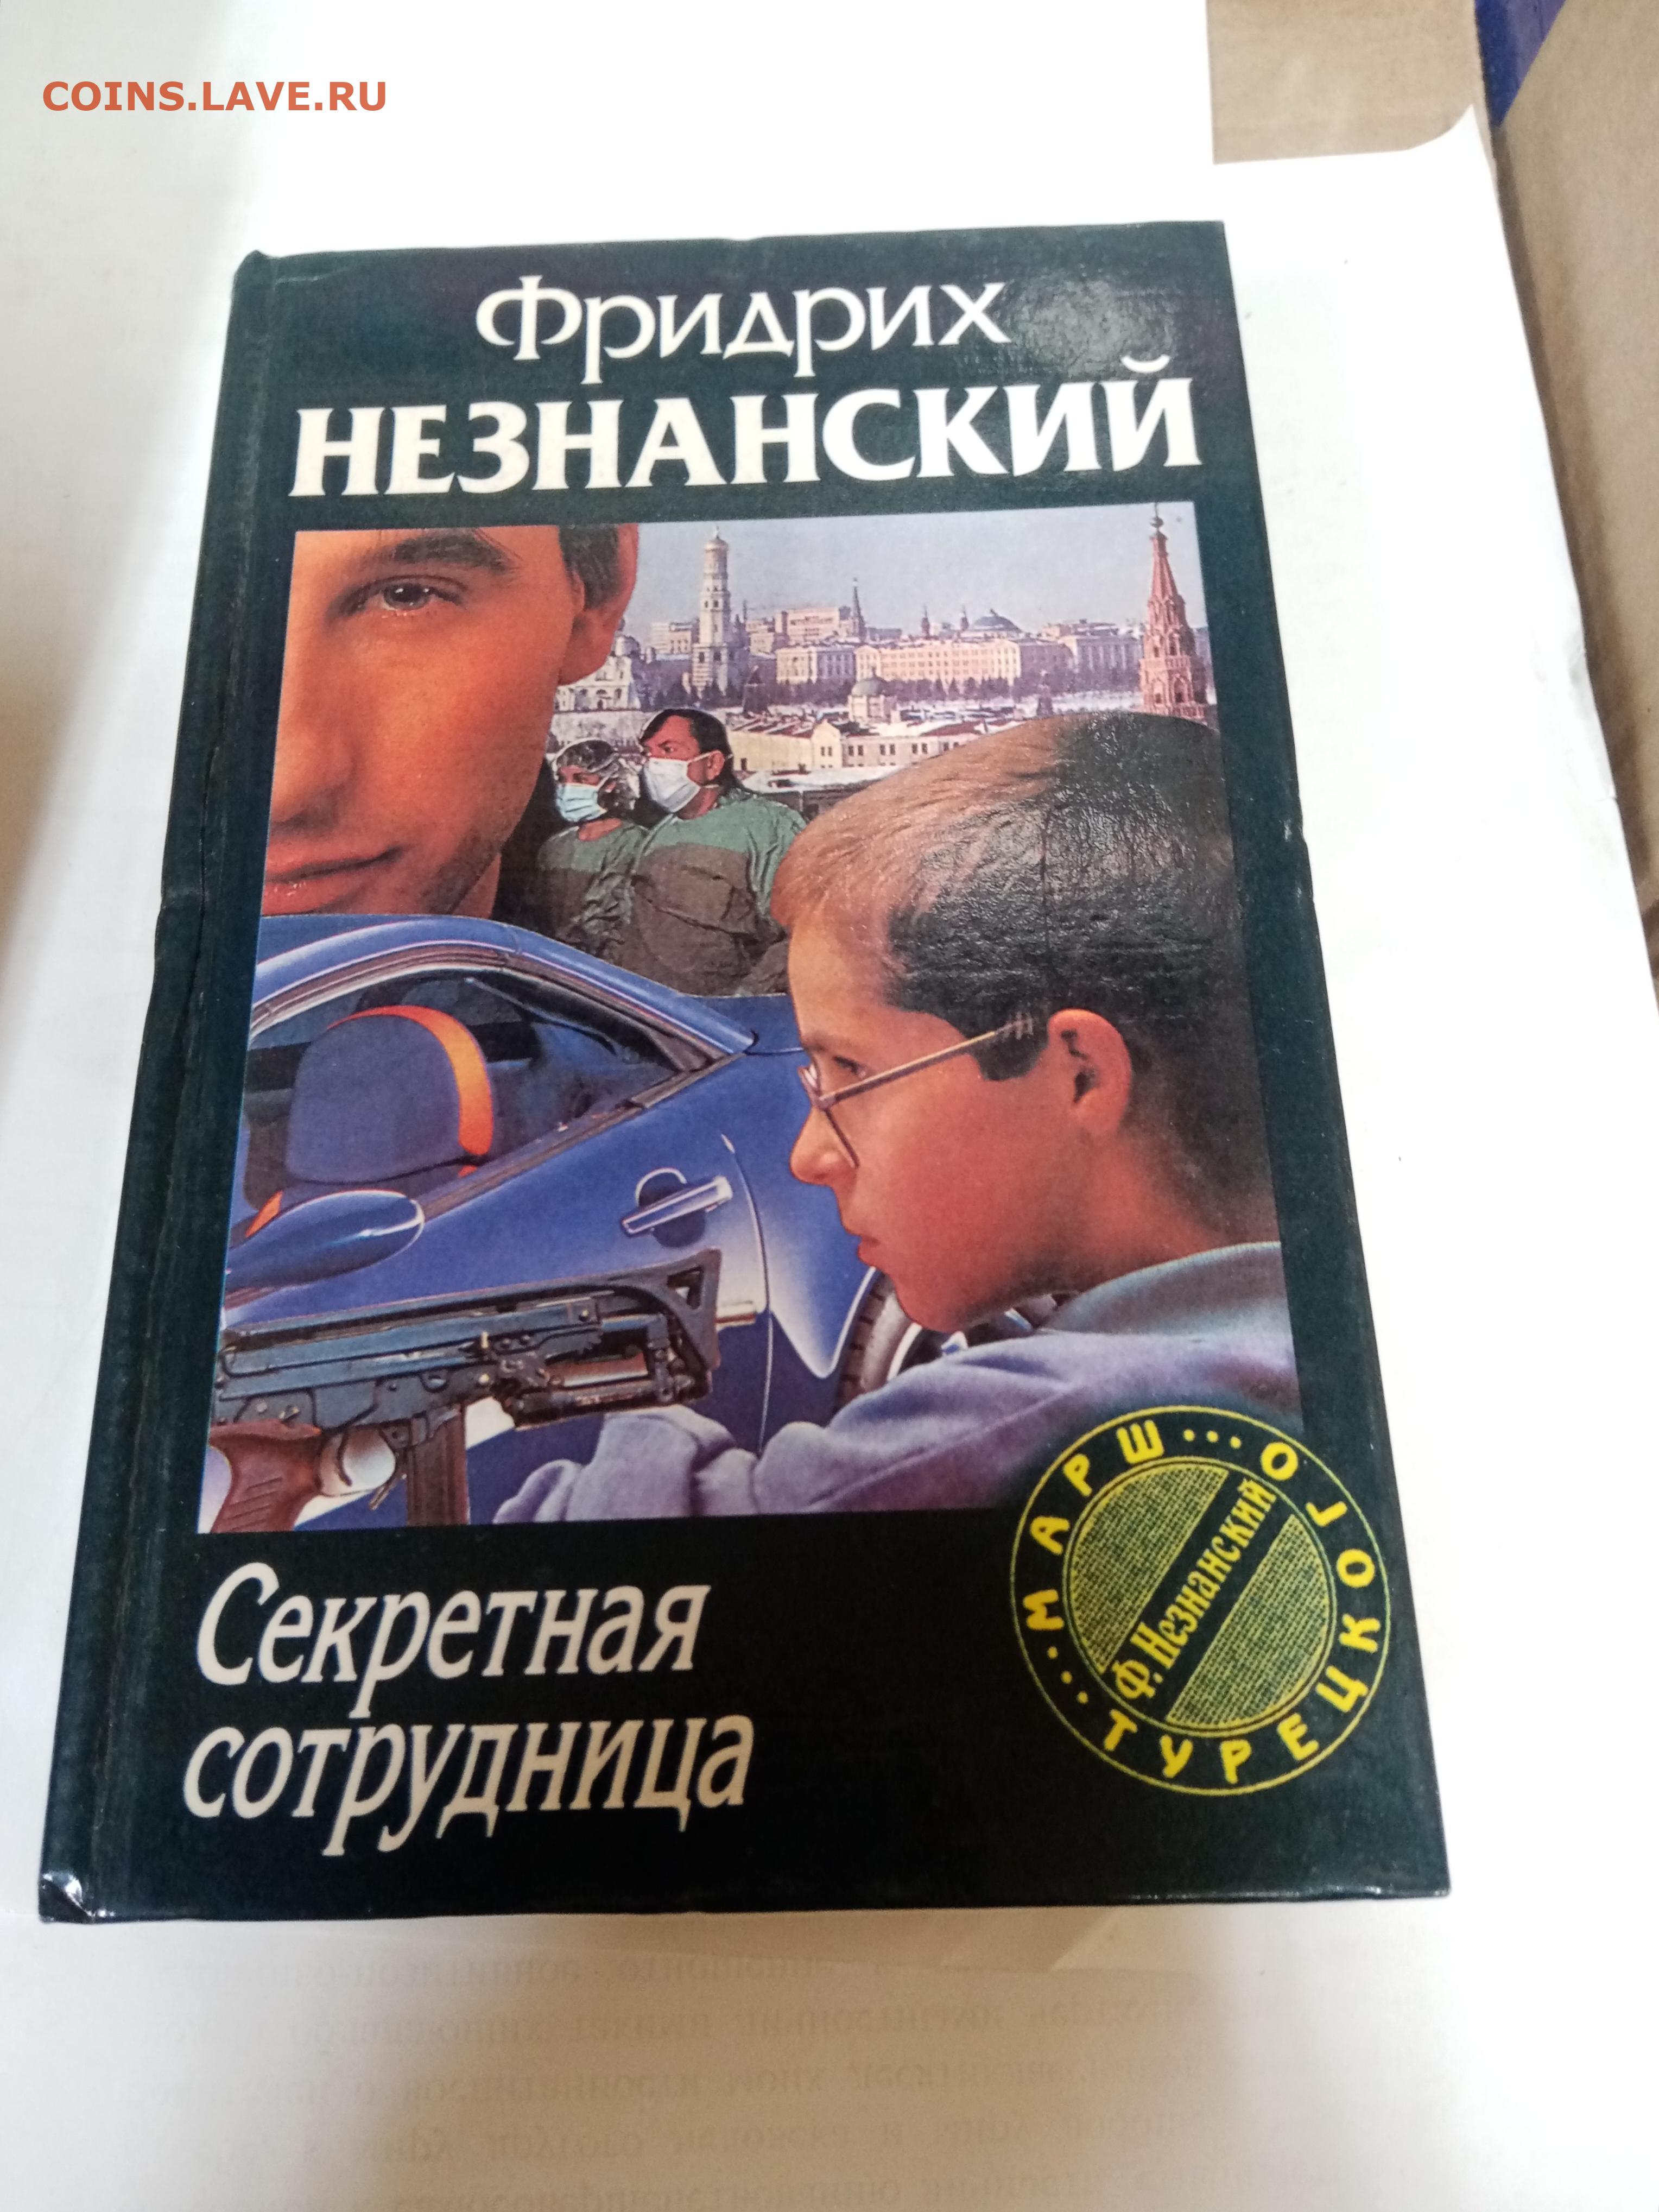 COINS.LAVE.RU
Фридрих
НЕЗНАНСКИЙ
Секретная
сотрудница
МАРШ...
ТУРЕЦКОГО...
Ф. Незнанский